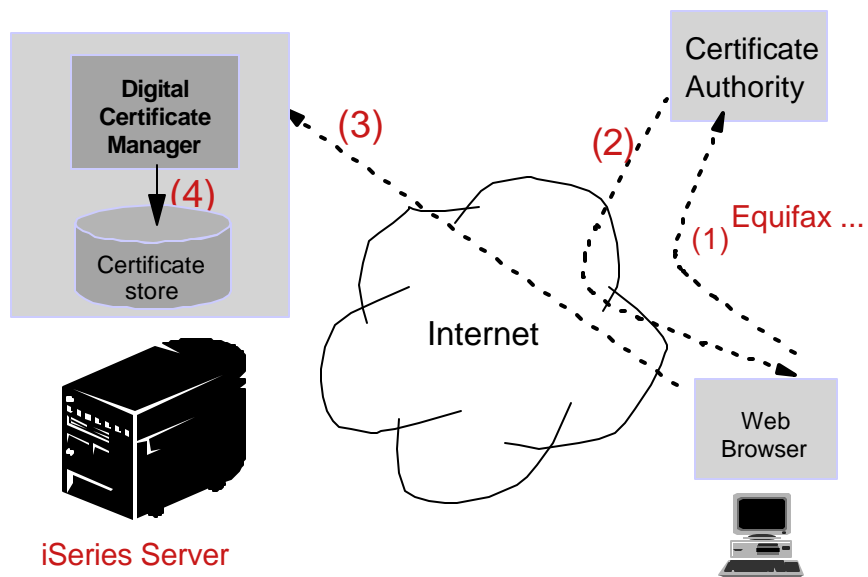 Digital
Certificate
Manager
(4)
Certificate
store
iSeries Server
(3)
(2)
Certificate
Authority
(1)
Equifax ...
Internet
Web
Browser